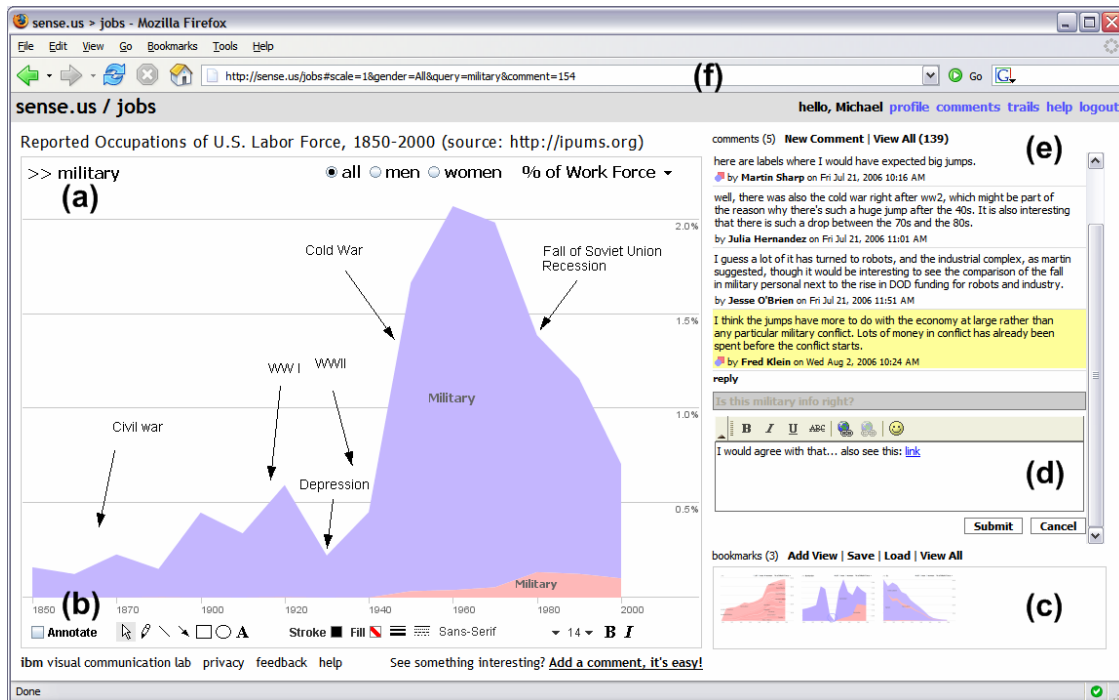 sense.us > jobs - Mozilla Firefox
File Edit View Go Bookmarks Tools Help
http://sense.us/jobs#scale=1&gender=All&query=military&comment=154
(f)
Go
G
sense.us / jobs
hello, Michael profile comments trails help logout
Reported Occupations of U.S. Labor Force, 1850-2000 (source: http://ipums.org)
>> military
all men women % of Work Force
(a)
2.0%
Cold War
Fall of Soviet Union
Recession
1.5%
WW I
WWII
Military
1.0%
Civil war
Depression
0.5%
Military
(b)
1850 1870 1900 1920 1940 1960 1980 2000
Annotate
A
Stroke Fill Sans-Serif 14 B I
ibm visual communication lab privacy feedback help
See something interesting? Add a comment, it's easy!
comments (5) New Comment | View All (139)
(e)
here are labels where I would have expected big jumps.
by Martin Sharp on Fri Jul 21, 2006 10:16 AM
well, there was also the cold war right after ww2, which might be part of
the reason why there's such a huge jump after the 40s. It is also interesting
that there is such a drop between the 70s and the 80s.
by Julia Hernandez on Fri Jul 21, 2006 11:01 AM
I guess a lot of it has turned to robots, and the industrial complex, as martin
suggested, though it would be interesting to see the comparison of the fall
in military personal next to the rise in DOD funding for robots and industry.
by Jesse O'Brien on Fri Jul 21, 2006 11:51 AM
I think the jumps have more to do with the economy at large rather than
any particular military conflict. Lots of money in conflict has already been
spent before the conflict starts.
by Fred Klein on Wed Aug 2, 2006 10:24 AM
reply
Is this military info right?
B I U ABC
I would agree with that... also see this: link
(d)
Submit Cancel
bookmarks (3) Add View | Save | Load | View All
(c)
Done